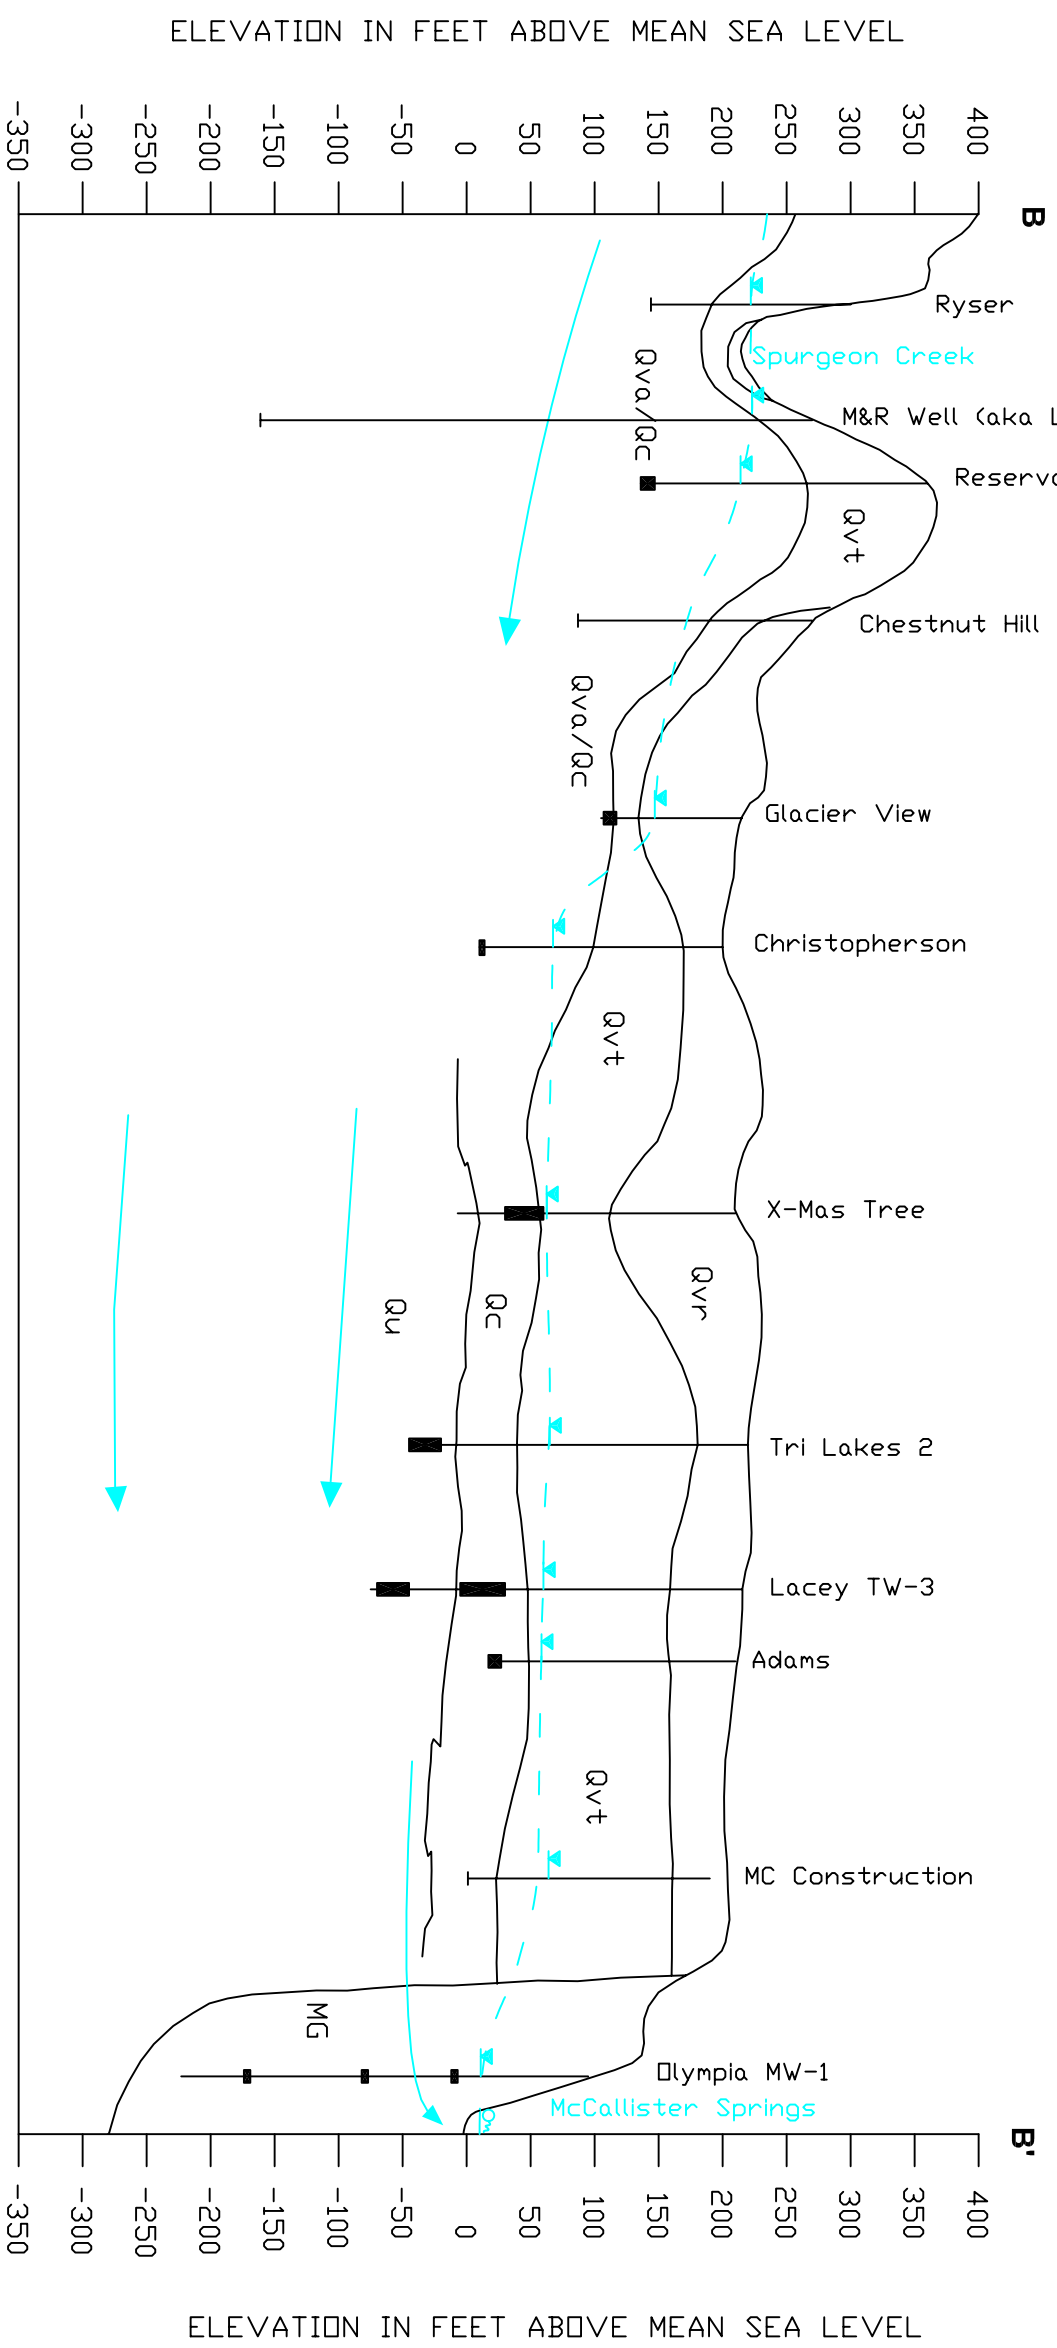 ELEVATION IN FEET ABOVE MEAN SEA LEVEL
-350 -300 -250 -200 -150 -100 -50 0 50 100 150 200 250 300 350 400
B
Ryser
Spurgeon Creek
Qva/Qc
M&R Well (aka L
Qvt
Chestnut Hill
Qva/Qc
Glacier View
Christopherson
Qvt
X-Mas Tree
Qvr
Qc
Qu
Tri Lakes 2
Lacey TW-3
Adams
Qvt
MC Construction
MG
Olympia MW-1
McCallister Springs
B'
-350 -300 -250 -200 -150 -100 -50 0 50 100 150 200 250 300 350 400
ELEVATION IN FEET ABOVE MEAN SEA LEVEL